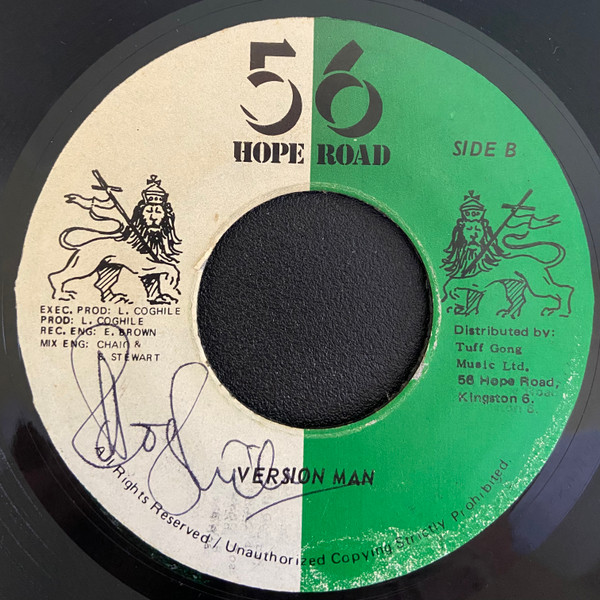 56
HOPE ROAD
SIDE B
EXEC. PROD: L. COGHILE
PROD: L. COGHILE
REC. ENG: E. BROWN
MIX ENG: CHAIC &
STEWART
Distributed by:
Tuff Gong
Music Ltd.
56 Hope Road,
Kingston 6.
VERSION MAN
All Rights Reserved / Unauthorized Copying Strictly Prohibited